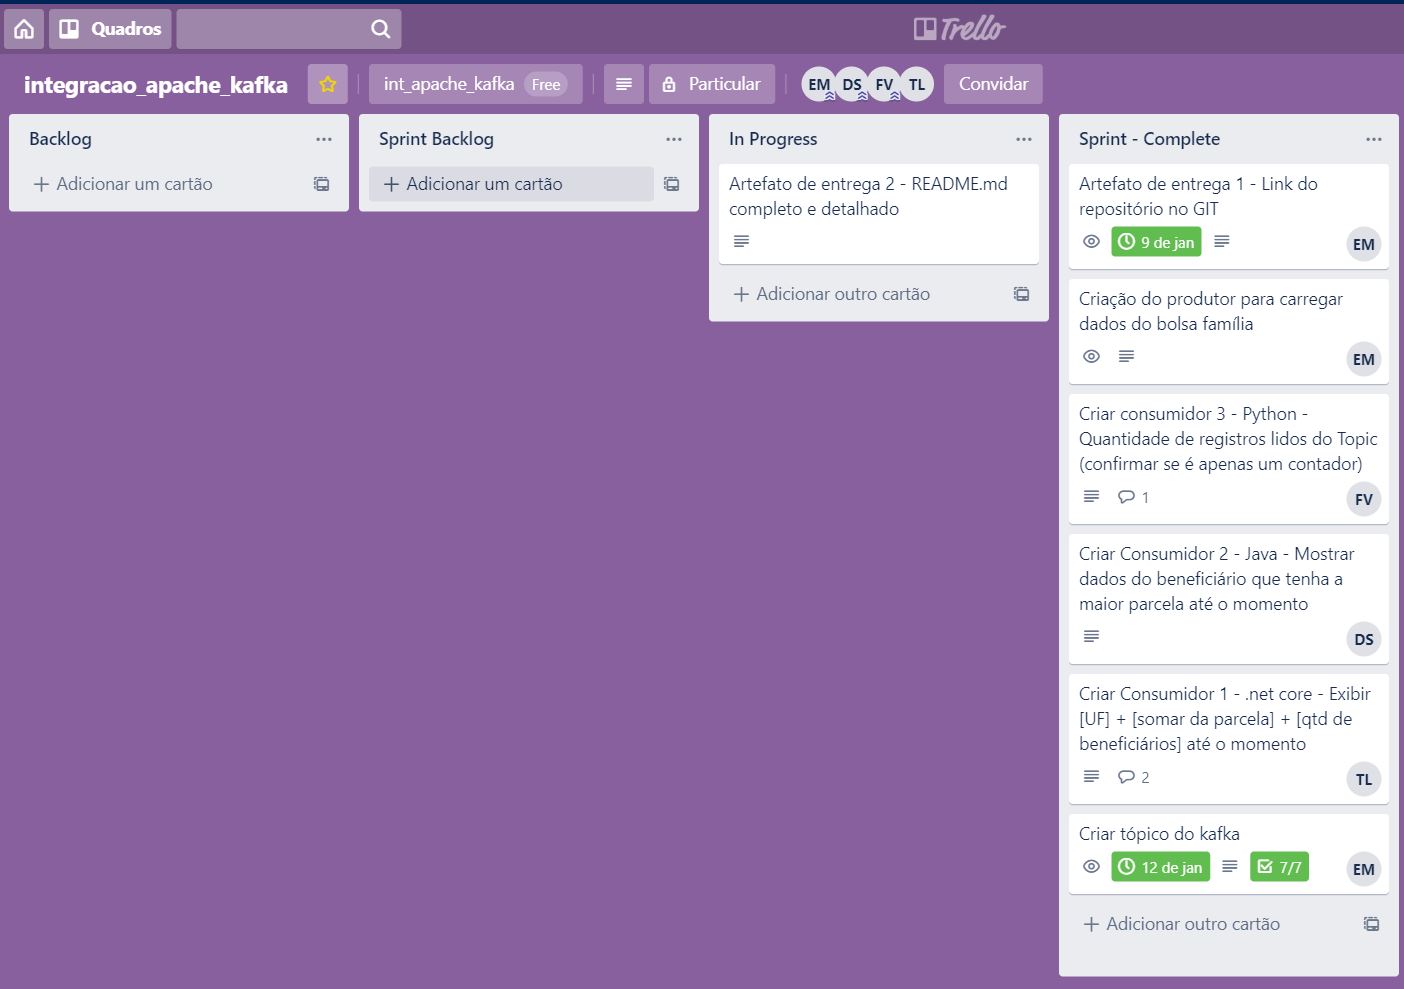 Quadros
Trello
integracao_apache_kafka
int_apache_kafka Free
Particular
EM DS FV TL
Convidar
Backlog
Adicionar um cartão
Sprint Backlog
Adicionar um cartão
In Progress
Artefato de entrega 2 - README.md
completo e detalhado
Adicionar outro cartão
Sprint - Complete
Artefato de entrega 1 - Link do
repositório no GIT
9 de jan
EM
Criação do produtor para carregar
dados do bolsa família
EM
Criar consumidor 3 - Python -
Quantidade de registros lidos do Topic
(confirmar se é apenas um contador)
1
FV
Criar Consumidor 2 - Java - Mostrar
dados do beneficiário que tenha a
maior parcela até o momento
DS
Criar Consumidor 1 - .net core - Exibir
[UF] + [somar da parcela] + [qtd de
beneficiários] até o momento
2
TL
Criar tópico do kafka
12 de jan
7/7
EM
Adicionar outro cartão